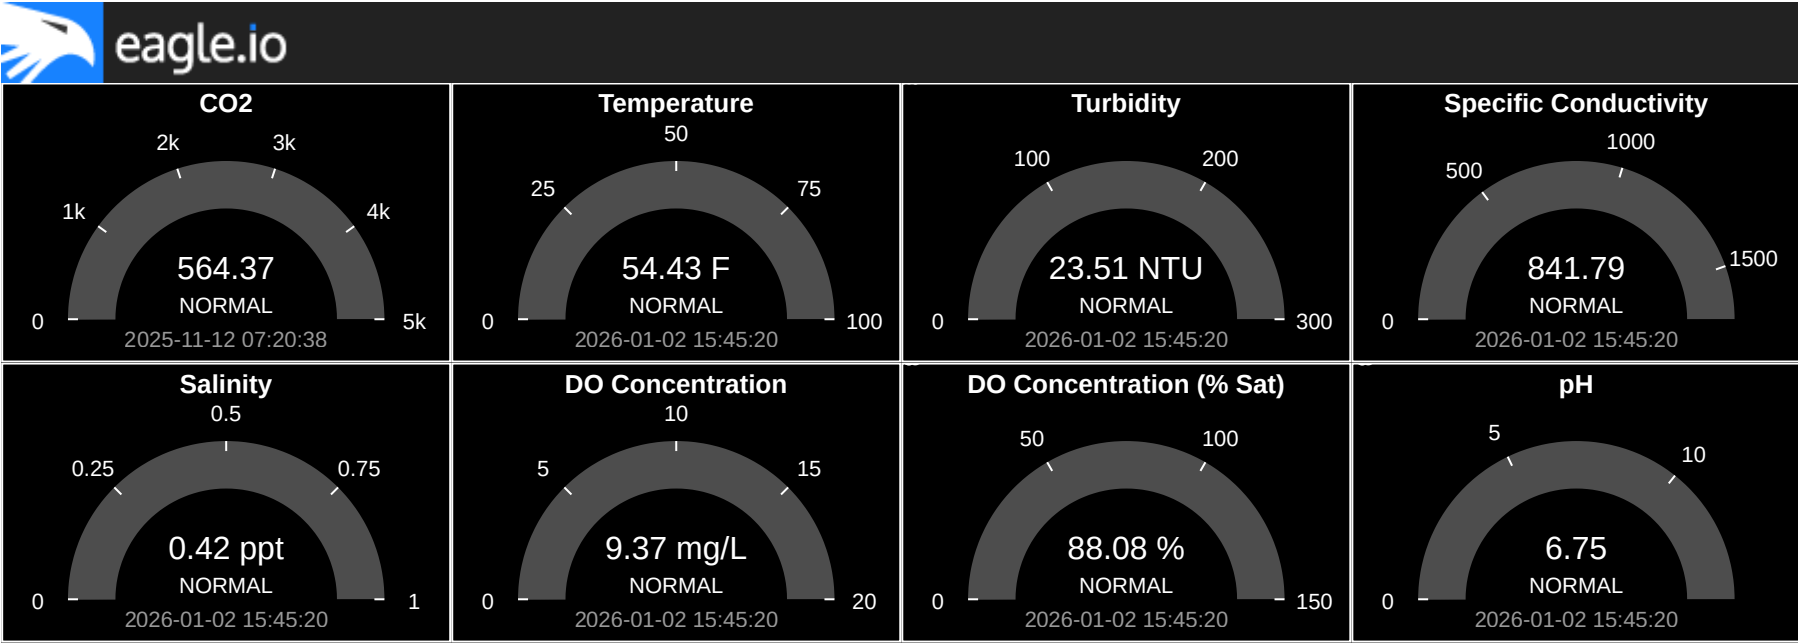 eagle.io
CO2
2k
3k
1k
4k
564.37
NORMAL
0
5k
2025-11-12 07:20:38
Temperature
50
25
75
54.43 F
NORMAL
0
100
2026-01-02 15:45:20
Turbidity
100
200
23.51 NTU
NORMAL
0
300
2026-01-02 15:45:20
Specific Conductivity
1000
500
1500
841.79
NORMAL
0
2026-01-02 15:45:20
Salinity
0.5
0.25
0.75
0.42 ppt
NORMAL
0
1
2026-01-02 15:45:20
DO Concentration
10
5
15
9.37 mg/L
NORMAL
0
20
2026-01-02 15:45:20
DO Concentration (% Sat)
50
100
88.08 %
NORMAL
0
150
2026-01-02 15:45:20
pH
5
10
6.75
NORMAL
0
2026-01-02 15:45:20